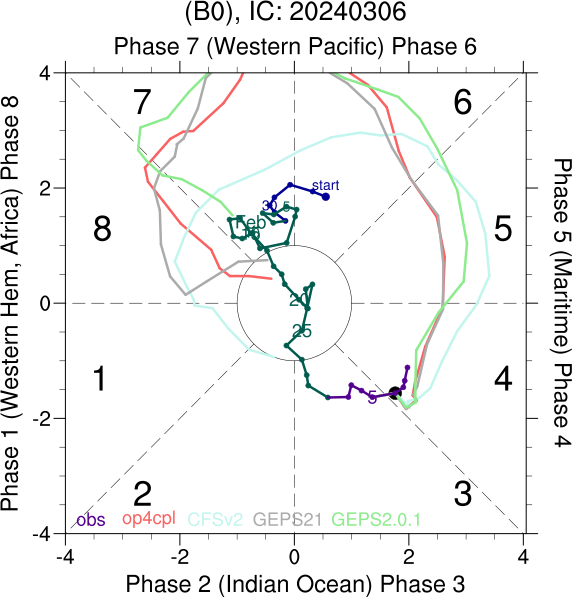 (B0), IC: 20240306
Phase 7 (Western Pacific) Phase 6
Phase 1 (Western Hem, Africa) Phase 8
Phase 5 (Maritime) Phase 4
4
2
0
-2
-4
7
6
8
5
1
4
2
3
start
30
5
Feb
20
25
5
obs
op4cpl
CFSv2
GEPS21
GEPS2.0.1
-4
-2
0
2
4
Phase 2 (Indian Ocean) Phase 3